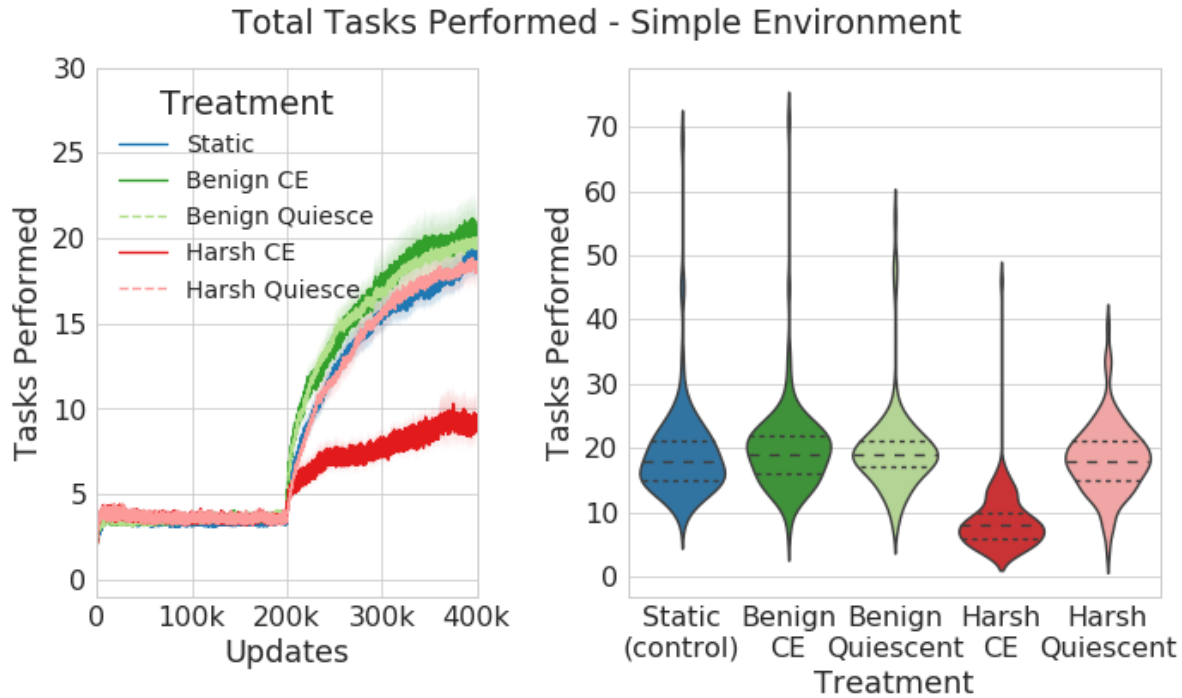 Total Tasks Performed - Simple Environment
Tasks Performed
30
25
20
15
10
5
0
Treatment
Static
Benign CE
Benign Quiesce
Harsh CE
Harsh Quiesce
0 100k 200k 300k 400k
Updates
Tasks Performed
70
60
50
40
30
20
10
0
Static Benign Benign Harsh Harsh
(control) CE Quiescent CE Quiescent
Treatment